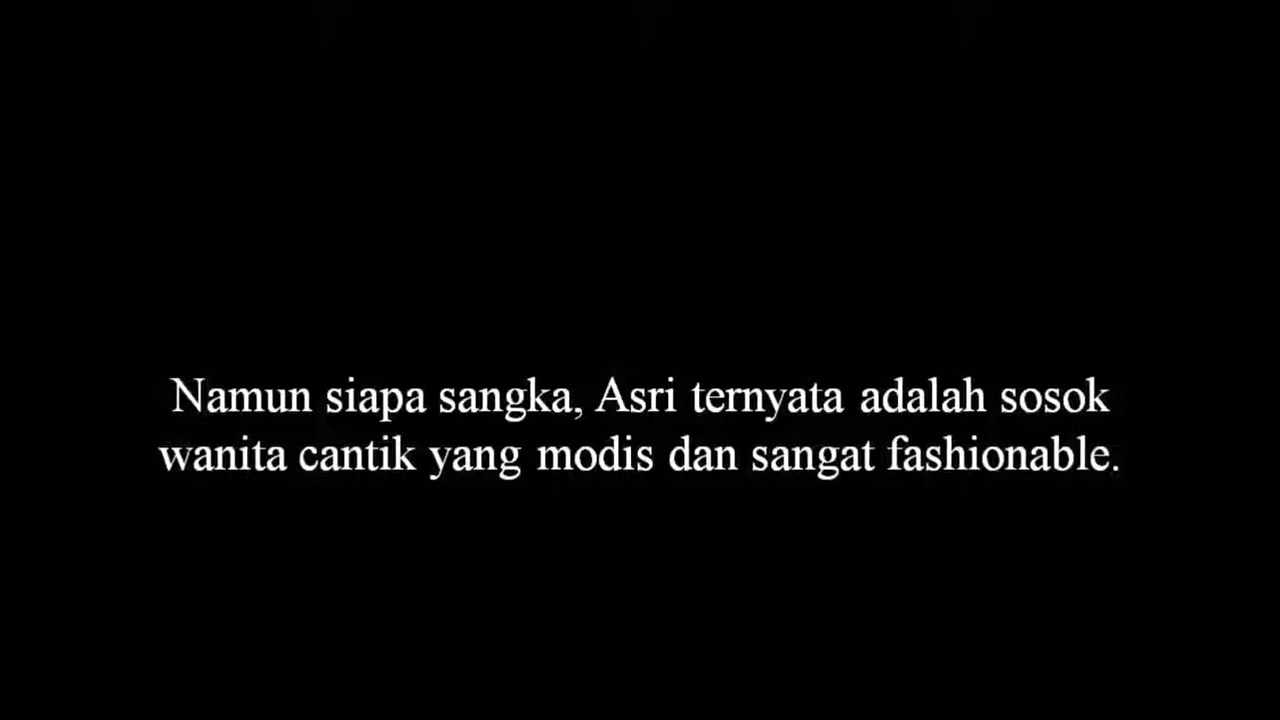 Namun siapa sangka, Asri ternyata adalah sosok
wanita cantik yang modis dan sangat fashionable.